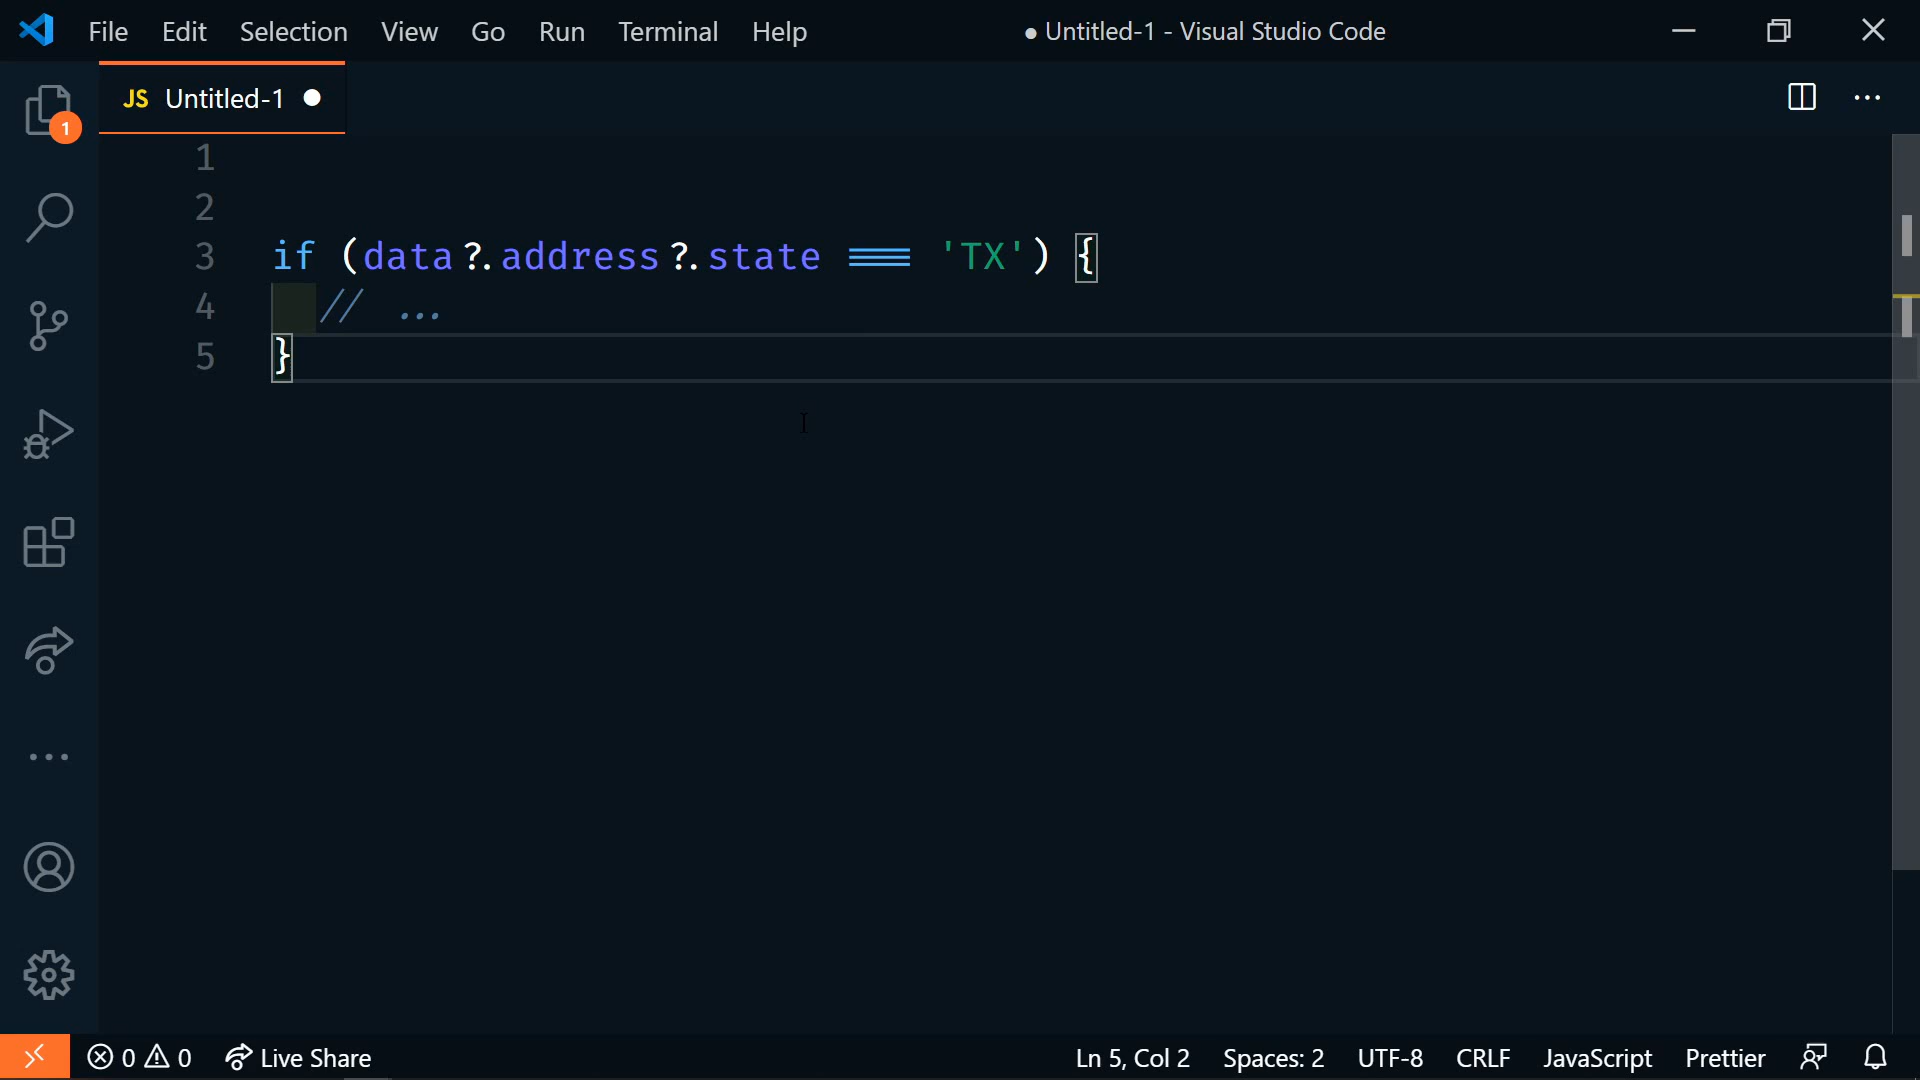 File Edit Selection View Go Run Terminal Help ● Untitled-1 - Visual Studio Code
JS Untitled-1 ●
1
1
2
3 if (data?.address?.state === 'TX') {
4 // ...
5 }
0 0 Live Share Ln 5, Col 2 Spaces: 2 UTF-8 CRLF JavaScript Prettier